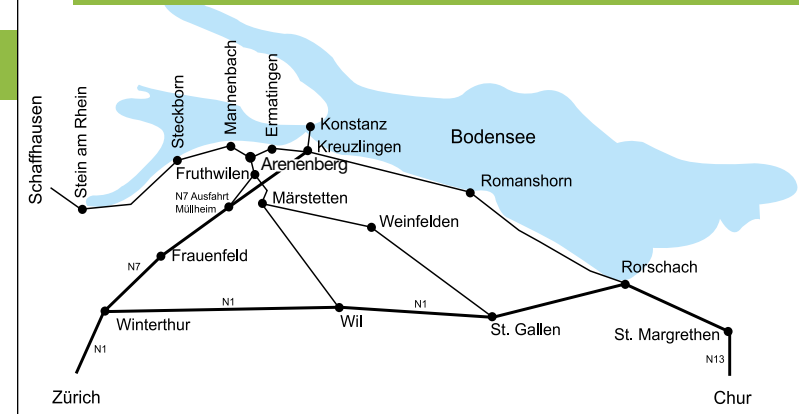 Schaffhausen
Stein am Rhein
Steckborn
Mannenbach
Ermatingen
Konstanz
Kreuzlingen
Bodensee
Fruthwilen
Arenenberg
Romanshorn
N7 Ausfahrt
Müllheim
Märstetten
Weinfelden
Frauenfeld
N7
Rorschach
N1
N1
Winterthur
Wil
St. Gallen
St. Margrethen
N1
N13
Zürich
Chur